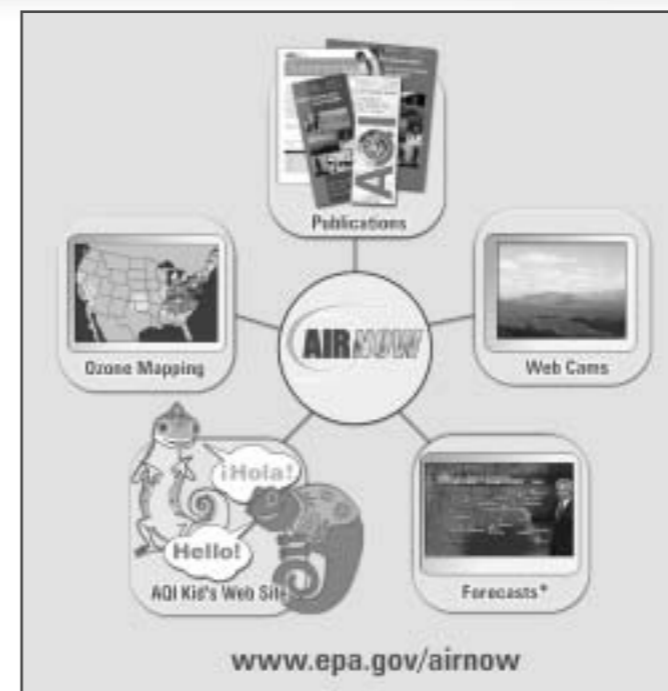 AQI
Publications
AIRNOW
Ozone Mapping
Web Cams
¡Hola!
Hello!
AQI Kid's Web Site
Forecasts*
www.epa.gov/airnow